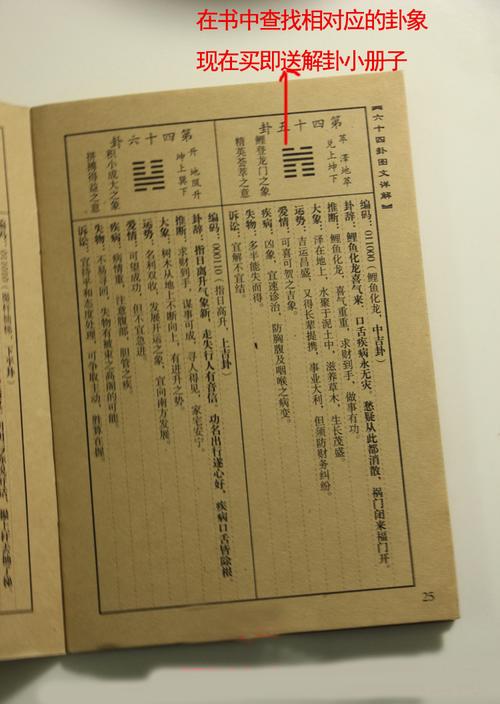 在书中查找相对应的卦象
现在买即送解卦小册子
【六十四卦图文详解】
第四十五卦
萃 泽地萃
兑上坤下
鲤登龙门之象
精英荟萃之意
编码：011000（鲤鱼化龙，中吉卦）
卦辞：鲤鱼化龙喜气来，口舌疾病永无灾，愁疑从此都消散，祸门闭来福门开。
推断：鲤鱼化龙，喜气重重，求财到手，做事有功。
大象：泽在地上，水聚于泥土中，滋养草木，生长茂盛。
运势：吉运昌盛，又得长辈提携，事业大利，但须防财务纠纷。
爱情：可喜可贺之吉象。
疾病：凶象，宜速诊治，防胸腹及咽喉之病变。
失物：多半能失而得。
诉讼：宜解不宜结。
第四十六卦
升 地风升
坤上巽下
积小成大之象
拼搏得益之意
编码：000110（指日高升，上吉卦）
卦辞：指日高升气象新，走失行人有音信，功名出行遂心好，疾病口舌皆除根。
推断：求财到手，谋事可成，寻人得见，家宅安宁。
大象：树木从地上不断向上，有进升之势。
运势：名利双收，发展开运之象，宜向南方发展。
爱情：可望成功，但不宜急进。
疾病：病情重，注意腹部、胆管之疾。
失物：不易寻回，失物有被束之高阁的可能。
诉讼：宜持平和态度处理，可争取主动，胜算在握。
25